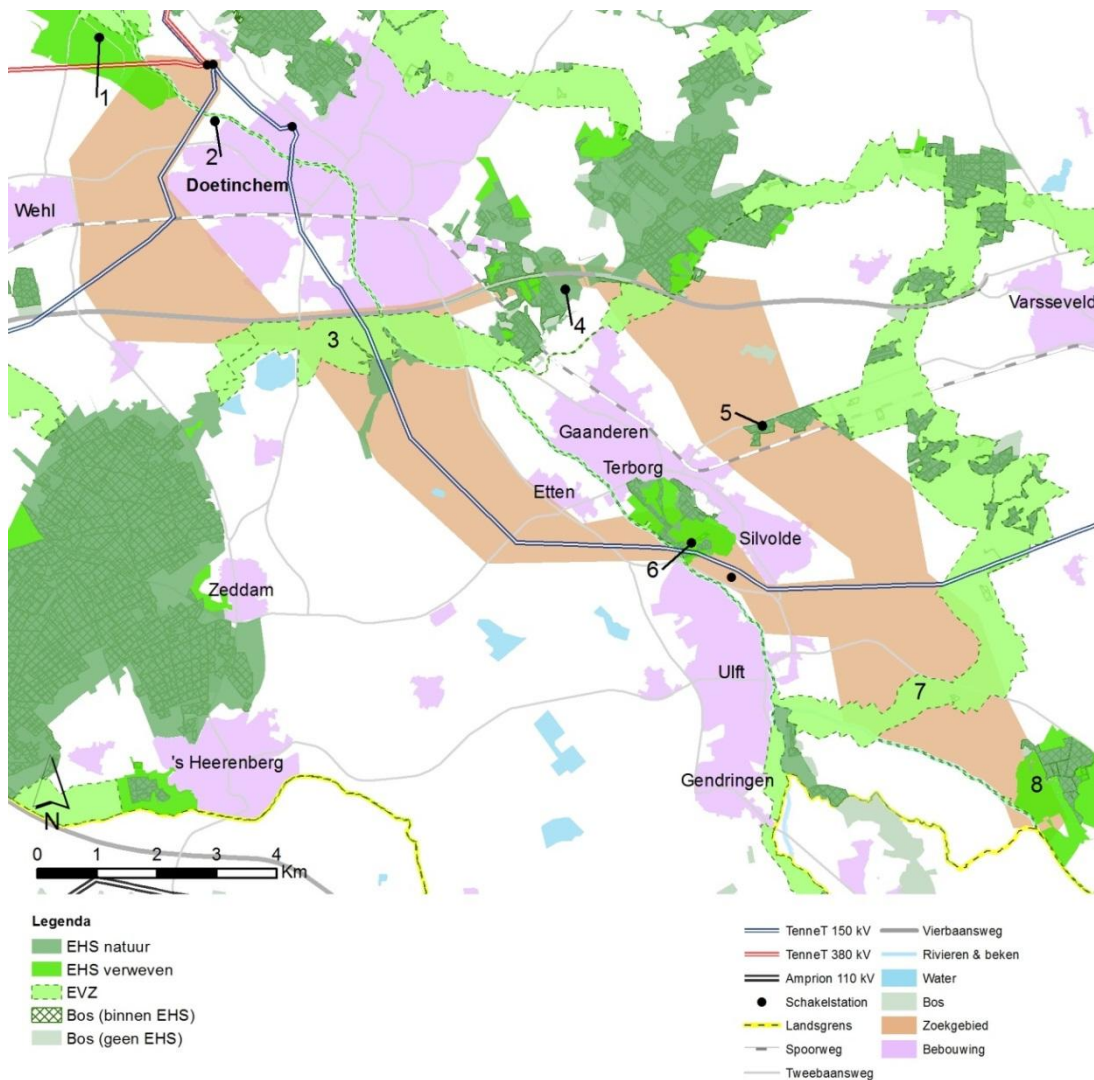 1
2
Doetinchem
Wehl
Varsseveld
3
4
5
Gaanderen
Terborg
Etten
Silvolde
6
Zeddam
Ulft
7
's Heerenberg
Gendringen
8
N
0 1 2 3 4
Km
Legenda
EHS natuur
EHS verweven
EVZ
Bos (binnen EHS)
Bos (geen EHS)
TenneT 150 kV
TenneT 380 kV
Amprion 110 kV
Schakelstation
Landsgrens
Spoorweg
Tweebaansweg
Vierbaansweg
Rivieren & beken
Water
Bos
Zoekgebied
Bebouwing